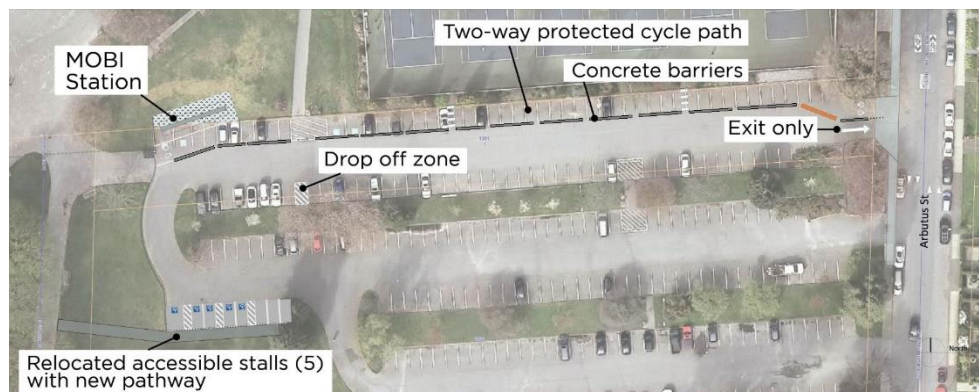 MOBI
Station
Two-way protected cycle path
Concrete barriers
Exit only
Drop off zone
Arbutus St
North
Relocated accessible stalls (5)
with new pathway